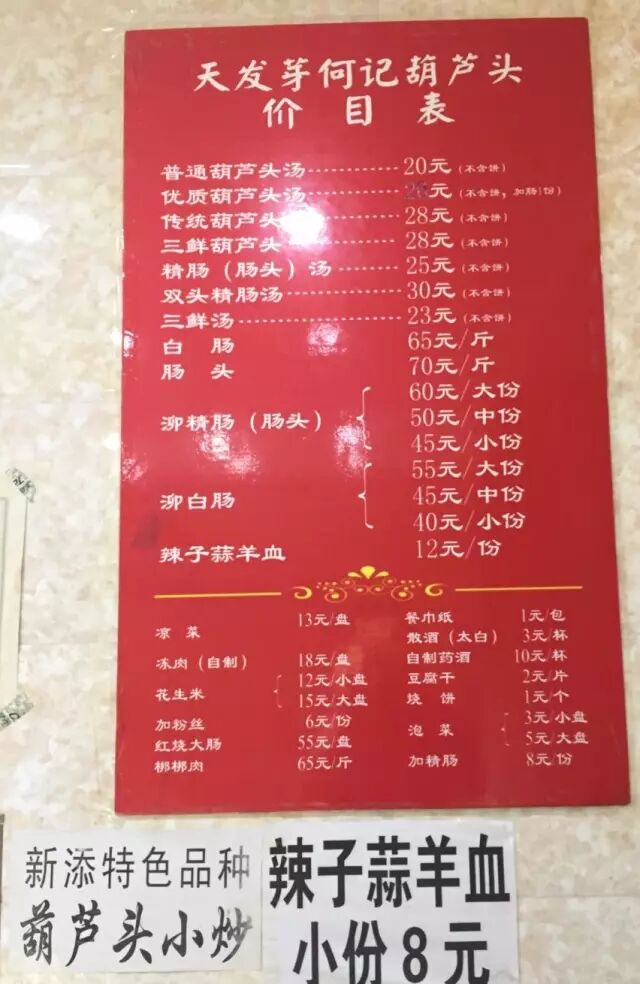 天发芽何记葫芦头
价目表
普通葫芦头汤············20元(不含饼)
优质葫芦头汤············元(不含饼,加肠1份)
传统葫芦头············28元(不含饼)
三鲜葫芦头············28元(不含饼)
精肠(肠头)汤·········25元(不含饼)
双头精肠汤············30元(不含饼)
三鲜汤··················23元(不含饼)
白肠 65元/斤
肠头 70元/斤
泖精肠(肠头) 60元/大份
50元/中份
45元/小份
泖白肠 55元/大份
45元/中份
40元/小份
辣子蒜羊血 12元/份
凉菜 13元/盘
冻肉(自制) 18元/盘
花生米 12元/小盘
15元/大盘
加粉丝 6元/份
红烧大肠 55元/盘
梆梆肉 65元/斤
餐巾纸 1元/包
散酒(太白) 3元/杯
自制药酒 10元/杯
豆腐干 2元/片
烧饼 1元/个
泡菜 3元/小盘
5元/大盘
加精肠 8元/份
新添特色品种
葫芦头小炒
辣子蒜羊血
小份8元